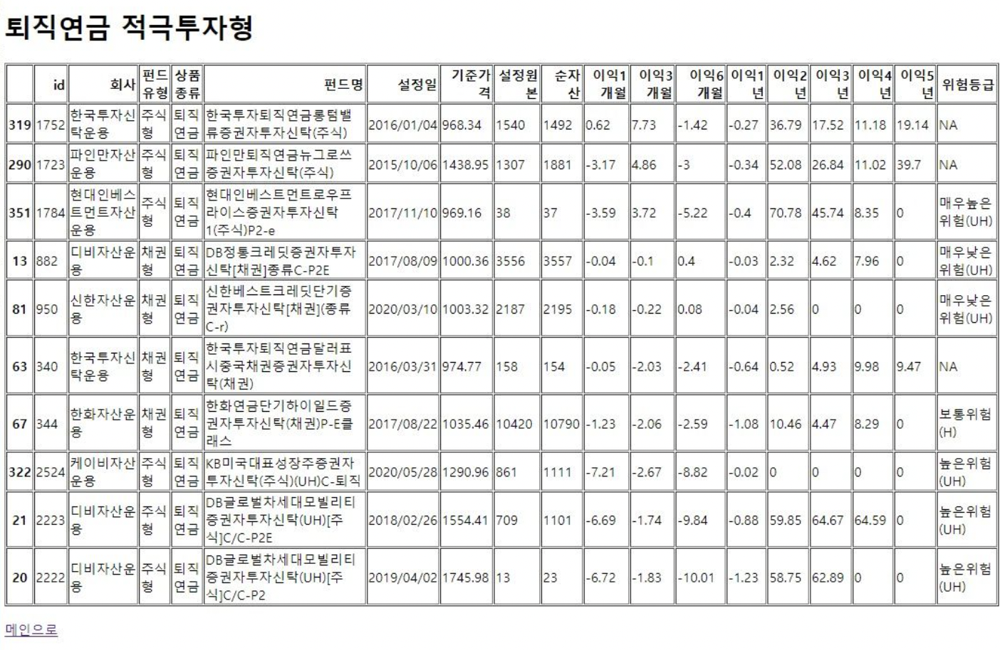 퇴직연금 적극투자형
id 회사 펀드유형 상품종류 펀드명 설정일 기준가격 설정원본 순자산 이익1개월 이익3개월 이익6개월 이익1년 이익2년 이익3년 이익4년 이익5년 위험등급
319 1752 한국투자신탁운용 주식형 퇴직연금 한국투자퇴직연금롱텀밸류증권자투자신탁(주식) 2016/01/04 968.34 1540 1492 0.62 7.73 -1.42 -0.27 36.79 17.52 11.18 19.14 NA
290 1723 파인만자산운용 주식형 퇴직연금 파인만퇴직연금뉴그로쓰증권자투자신탁(주식) 2015/10/06 1438.95 1307 1881 -3.17 4.86 -3 -0.34 52.08 26.84 11.02 39.7 NA
351 1784 현대인베스트먼트자산운용 주식형 퇴직연금 현대인베스트먼트로우프라이스증권자투자신탁1(주식)P2-e 2017/11/10 969.16 38 37 -3.59 3.72 -5.22 -0.4 70.78 45.74 8.35 0 매우높은위험(UH)
13 882 디비자산운용 채권형 퇴직연금 DB정통크레딧증권자투자신탁[채권]종류C-P2E 2017/08/09 1000.36 3556 3557 -0.04 -0.1 0.4 -0.03 2.32 4.62 7.96 0 매우낮은위험(UH)
81 950 신한자산운용 채권형 퇴직연금 신한베스트크레딧단기증권자투자신탁[채권](종류C-r) 2020/03/10 1003.32 2187 2195 -0.18 -0.22 0.08 -0.04 2.56 0 0 0 매우낮은위험(UH)
63 340 한국투자신탁운용 채권형 퇴직연금 한국투자퇴직연금달러표시중국채권증권자투자신탁(채권) 2016/03/31 974.77 158 154 -0.05 -2.03 -2.41 -0.64 0.52 4.93 9.98 9.47 NA
67 344 한화자산운용 채권형 퇴직연금 한화연금단기하이일드증권자투자신탁(채권)P-E클래스 2017/08/22 1035.46 10420 10790 -1.23 -2.06 -2.59 -1.08 10.46 4.47 8.29 0 보통위험(H)
322 2524 케이비자산운용 주식형 퇴직연금 KB미국대표성장주증권자투자신탁(주식)(UH)C-퇴직 2020/05/28 1290.96 861 1111 -7.21 -2.67 -8.82 -0.02 0 0 0 0 높은위험(UH)
21 2223 디비자산운용 주식형 퇴직연금 DB글로벌차세대모빌리티증권자투자신탁(UH)[주식]C/C-P2E 2018/02/26 1554.41 709 1101 -6.69 -1.74 -9.84 -0.88 59.85 64.67 64.59 0 높은위험(UH)
20 2222 디비자산운용 주식형 퇴직연금 DB글로벌차세대모빌리티증권자투자신탁(UH)[주식]C/C-P2 2019/04/02 1745.98 13 23 -6.72 -1.83 -10.01 -1.23 58.75 62.89 0 0 높은위험(UH)
메인으로